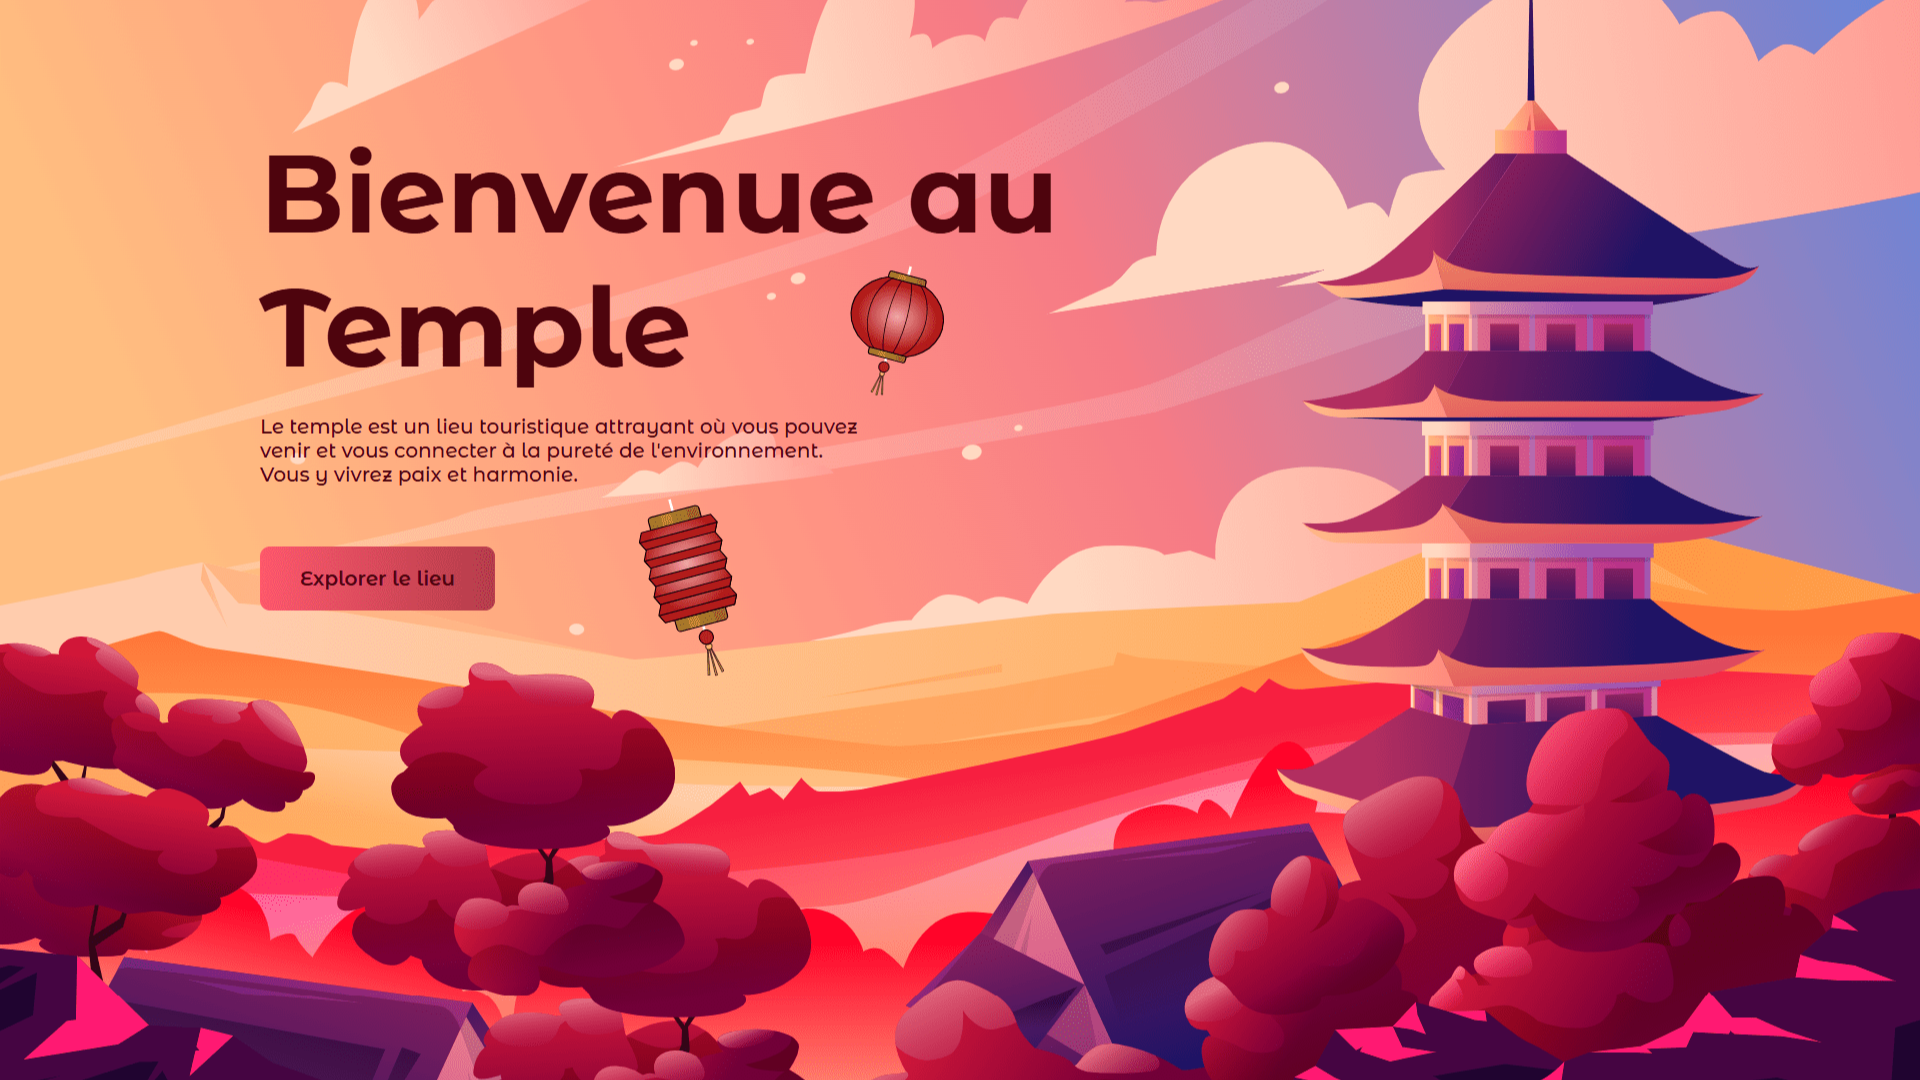 Bienvenue au
Temple
Le temple est un lieu touristique attrayant où vous pouvez
venir et vous connecter à la pureté de l'environnement.
Vous y vivrez paix et harmonie.
Explorer le lieu